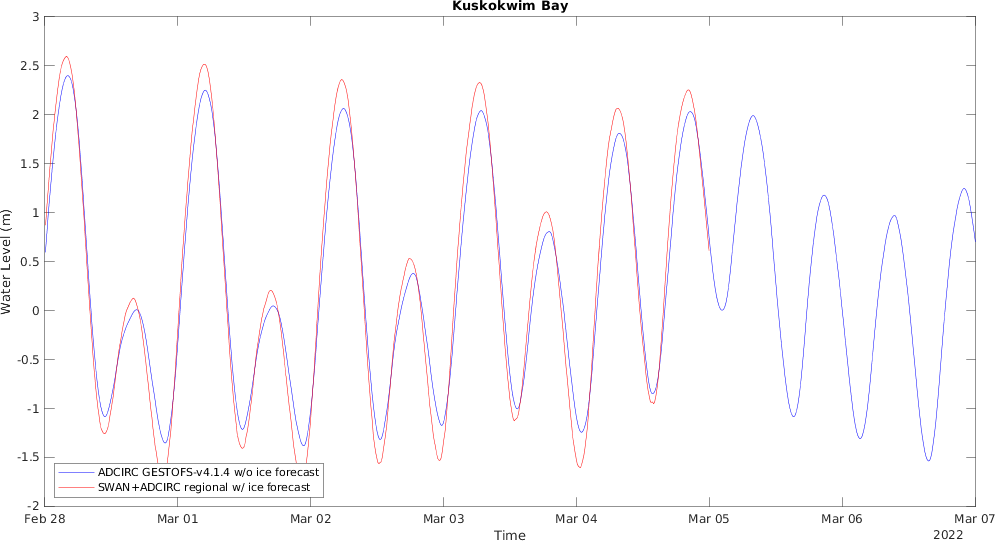 Kuskokwim Bay
3
2.5
2
1.5
1
0.5
0
-0.5
-1
-1.5
-2
Water Level (m)
ADCIRC GESTOFS-v4.1.4 w/o ice forecast
SWAN+ADCIRC regional w/ ice forecast
Feb 28 Mar 01 Mar 02 Mar 03 Mar 04 Mar 05 Mar 06 Mar 07
Time
2022